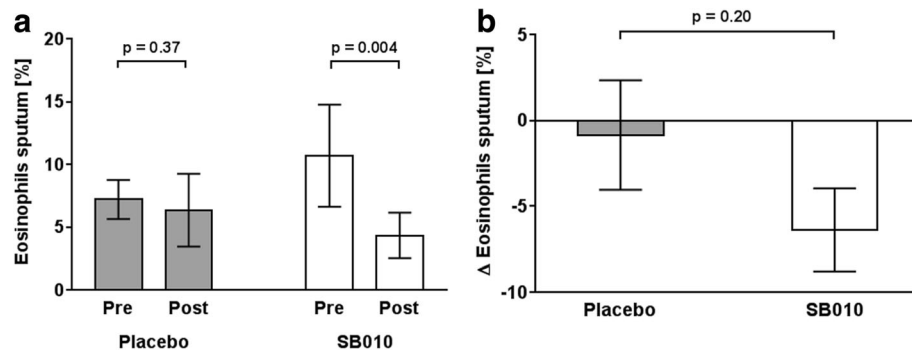 a
Eosinophils sputum [%]
20
15
10
5
0
p = 0.37
p = 0.004
Pre
Post
Pre
Post
Placebo
SB010
b
Δ Eosinophils sputum [%]
5
0
-5
-10
p = 0.20
Placebo
SB010